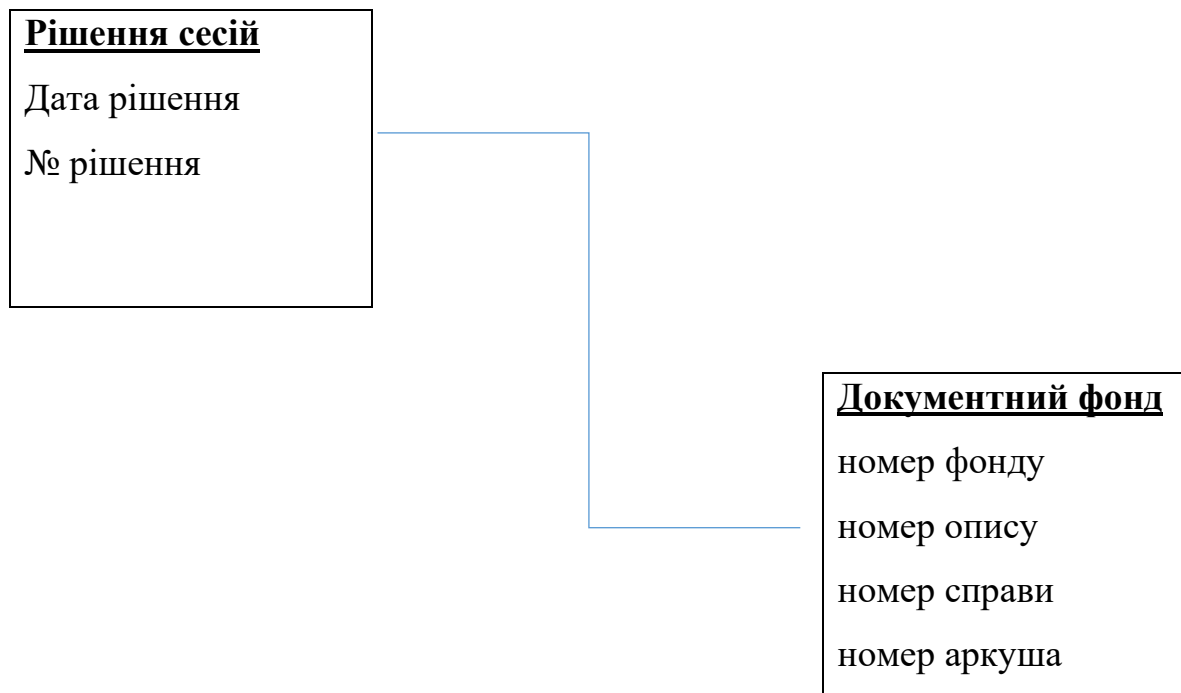 Рішення сесій
Дата рішення
№ рішення
Документний фонд
номер фонду
номер опису
номер справи
номер аркуша